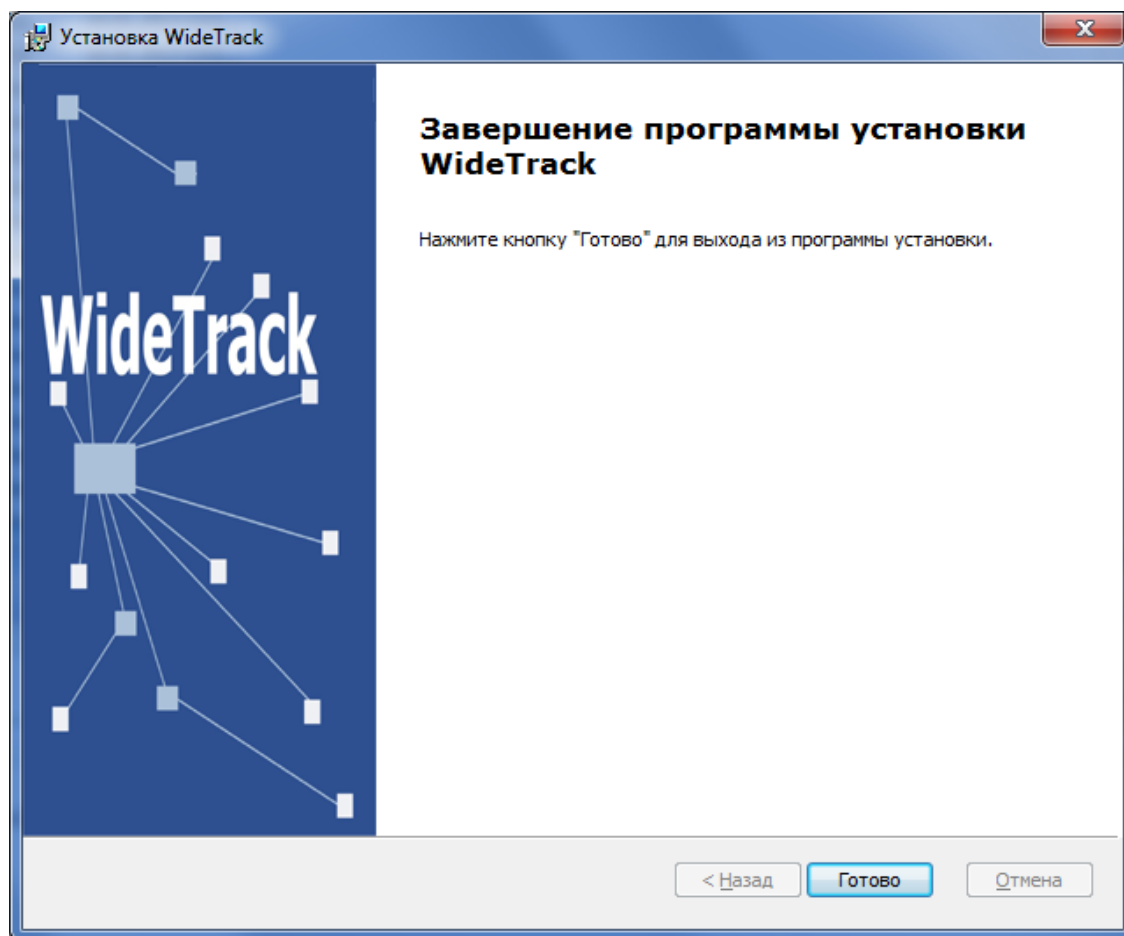 Установка WideTrack
Завершение программы установки
WideTrack
Нажмите кнопку "Готово" для выхода из программы установки.
WideTrack
< Назад
Готово
Отмена